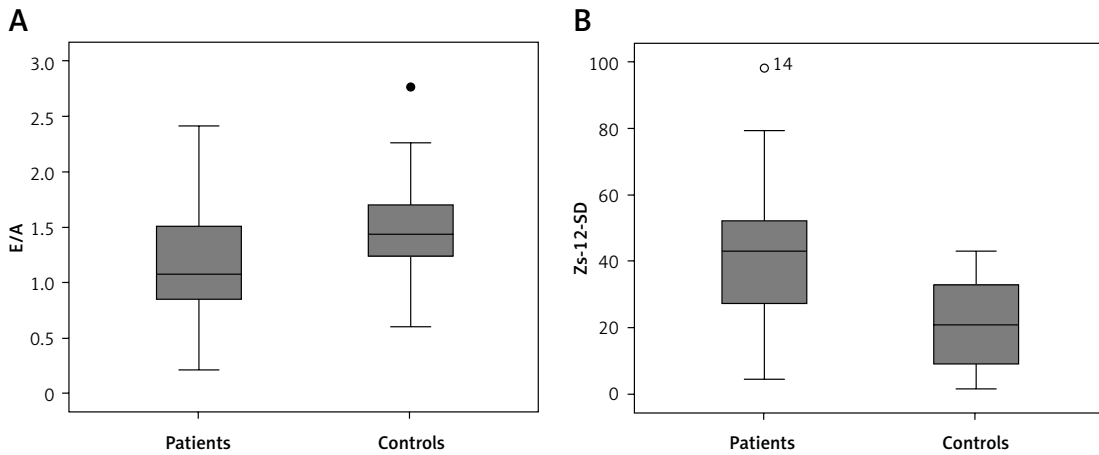 A
E/A
3.0
2.5
2.0
1.5
1.0
0.5
0
Patients
Controls
B
Zs-12-SD
100
80
60
40
20
0
14
Patients
Controls